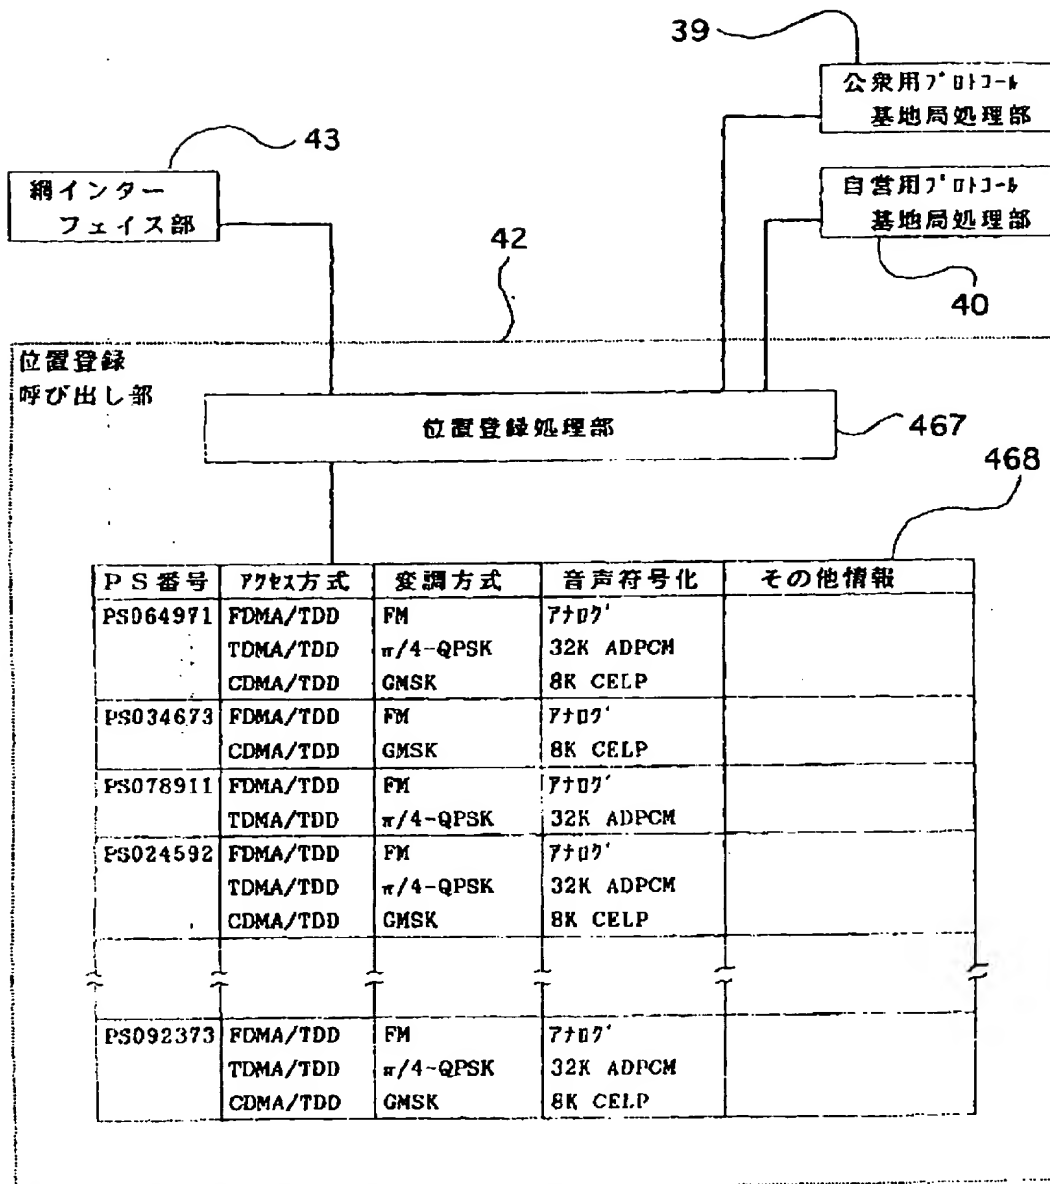 39
公衆用ﾌﾟﾛﾄｺｰﾙ
基地局処理部
43
網インター
フェイス部
自営用ﾌﾟﾛﾄｺｰﾙ
基地局処理部
42
40
位置登録
呼び出し部
位置登録処理部
467
468
PS番号 ｱｸｾｽ方式 変調方式 音声符号化 その他情報
PS064971 FDMA/TDD FM ｱﾅﾛｸﾞ
TDMA/TDD π/4-QPSK 32K ADPCM
CDMA/TDD GMSK 8K CELP
PS034673 FDMA/TDD FM ｱﾅﾛｸﾞ
CDMA/TDD GMSK 8K CELP
PS078911 FDMA/TDD FM ｱﾅﾛｸﾞ
TDMA/TDD π/4-QPSK 32K ADPCM
PS024592 FDMA/TDD FM ｱﾅﾛｸﾞ
TDMA/TDD π/4-QPSK 32K ADPCM
CDMA/TDD GMSK 8K CELP
PS092373 FDMA/TDD FM ｱﾅﾛｸﾞ
TDMA/TDD π/4-QPSK 32K ADPCM
CDMA/TDD GMSK 8K CELP